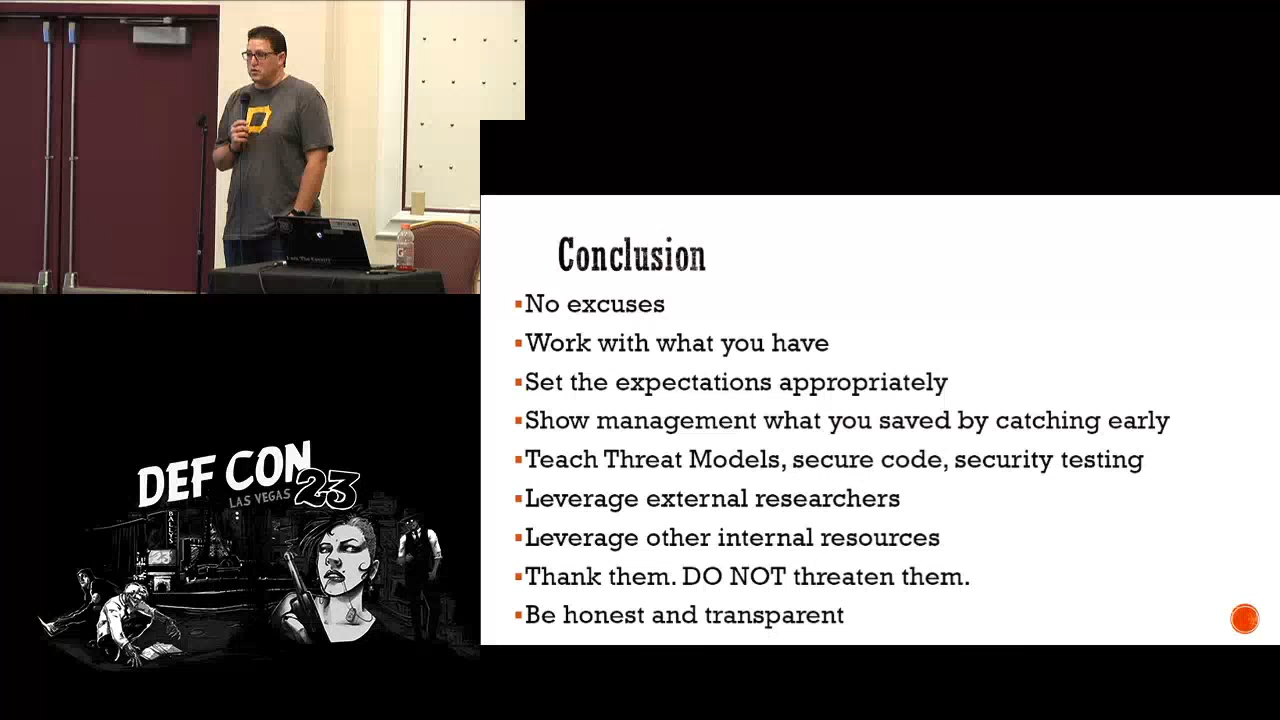 Conclusion
No excuses
Work with what you have
Set the expectations appropriately
Show management what you saved by catching early
Teach Threat Models, secure code, security testing
Leverage external researchers
Leverage other internal resources
Thank them. DO NOT threaten them.
Be honest and transparent
DEF CON
LAS VEGAS 23
BALLY'S
23